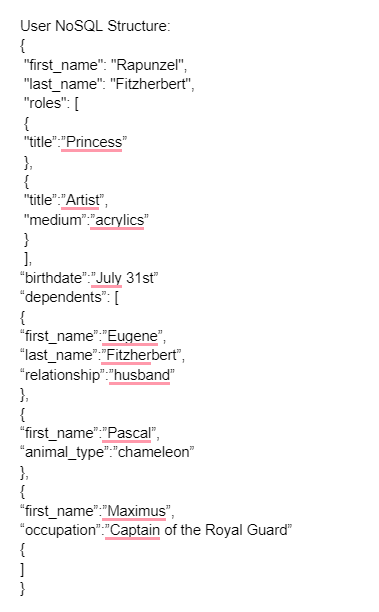 User NoSQL Structure:
{
"first_name": "Rapunzel",
"last_name": "Fitzherbert",
"roles": [
{
"title”:”Princess”
},
{
"title”:”Artist”,
"medium”:”acrylics”
}
],
“birthdate”:”July 31st”
“dependents”: [
{
“first_name”:”Eugene”,
“last_name”:”Fitzherbert”,
“relationship”:”husband”
},
{
“first_name”:”Pascal”,
“animal_type”:”chameleon”
},
{
“first_name”:”Maximus”,
“occupation”:”Captain of the Royal Guard”
{
]
}